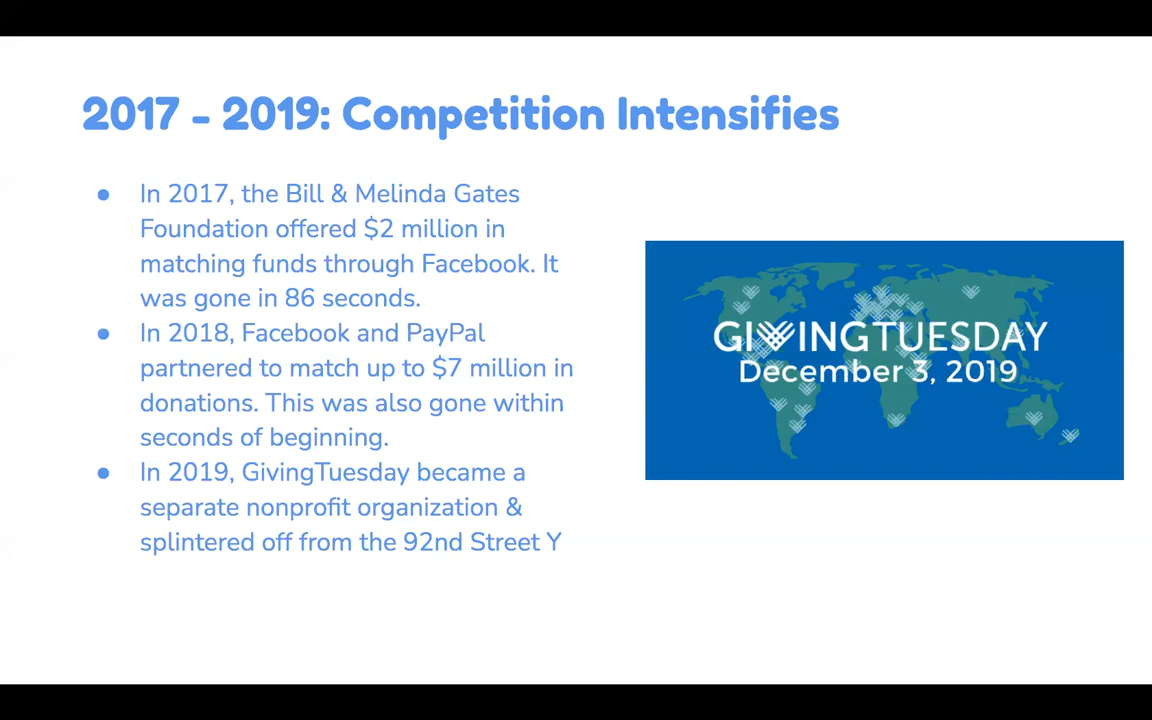 2017 - 2019: Competition Intensifies
● In 2017, the Bill & Melinda Gates
Foundation offered $2 million in
matching funds through Facebook. It
was gone in 86 seconds.
● In 2018, Facebook and PayPal
partnered to match up to $7 million in
donations. This was also gone within
seconds of beginning.
● In 2019, GivingTuesday became a
separate nonprofit organization &
splintered off from the 92nd Street Y
GIVINGTUESDAY
December 3, 2019